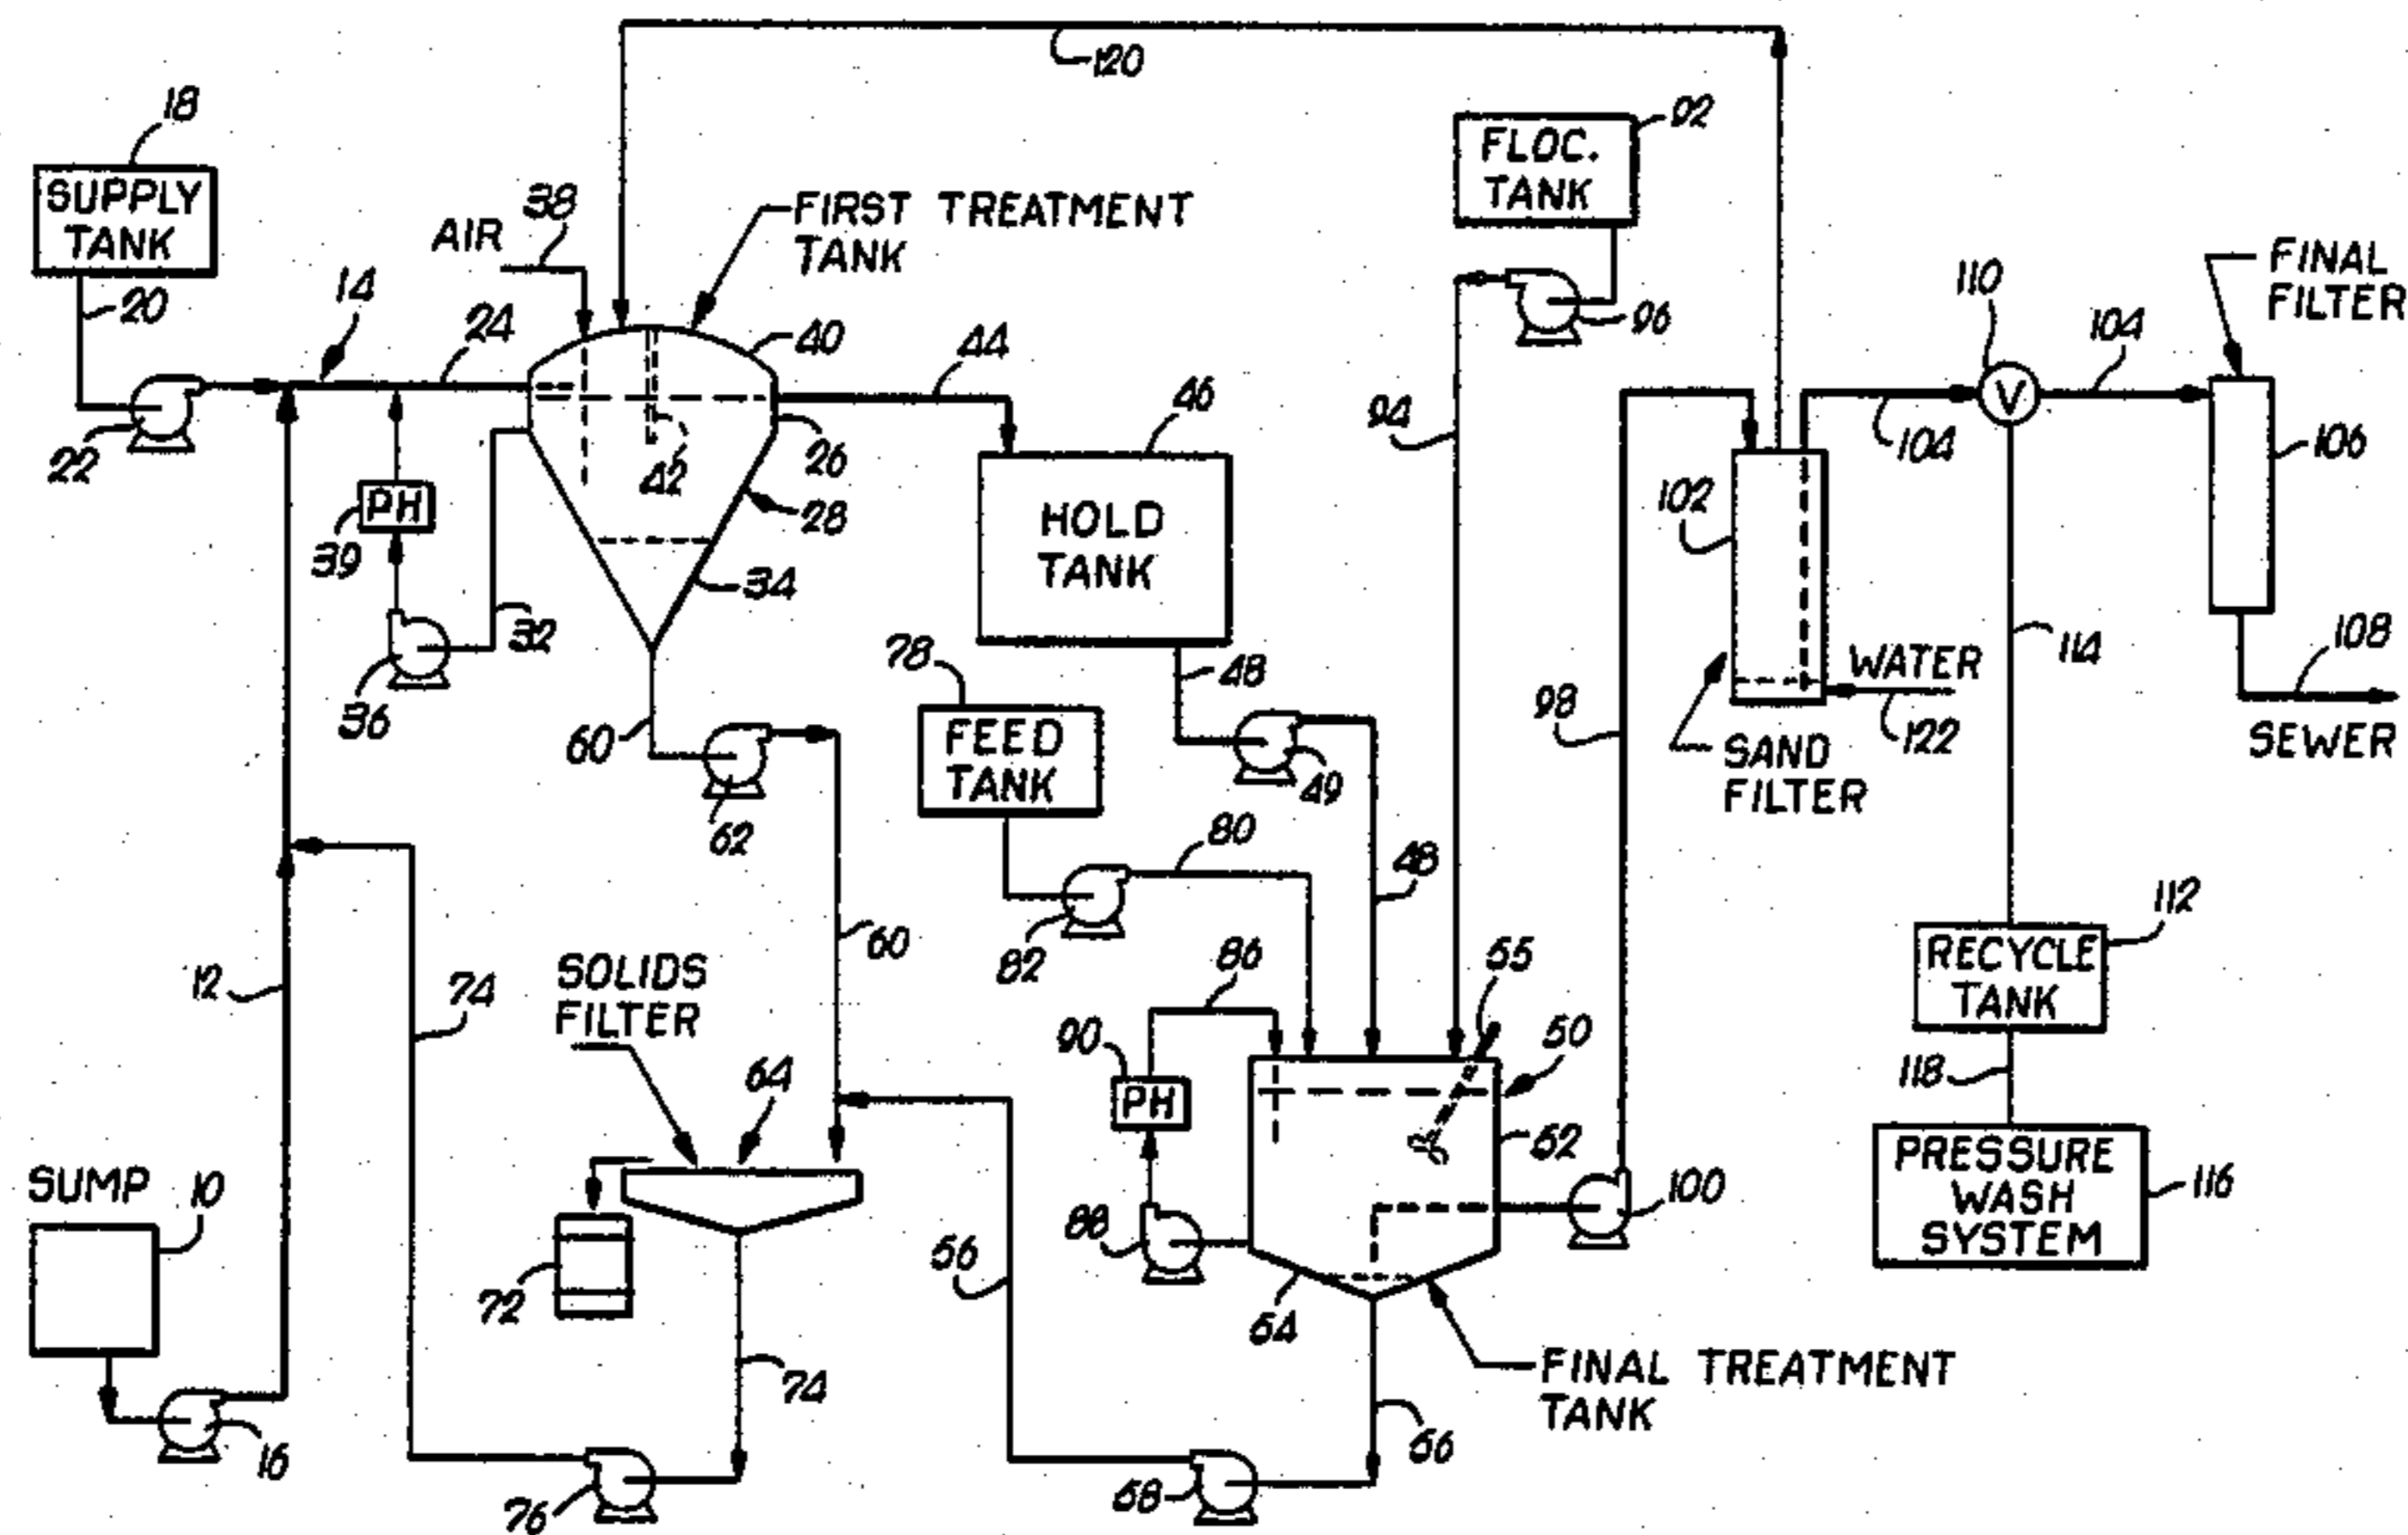 120
18
92
SUPPLY
TANK
FLOC.
TANK
38
AIR
FIRST TREATMENT
TANK
FINAL
FILTER
20
14
24
40
44
96
110
104
22
42
26
46
94
104
106
PH
39
28
HOLD
TANK
102
34
32
36
78
48
98
WATER
114
108
60
FEED
TANK
49
SAND
FILTER
122
SEWER
62
80
48
82
60
112
12
74
SOLIDS
FILTER
86
55
RECYCLE
TANK
90
50
64
PH
118
52
SUMP
10
PRESSURE
WASH
SYSTEM
116
100
88
56
72
54
74
FINAL TREATMENT
TANK
56
16
76
58